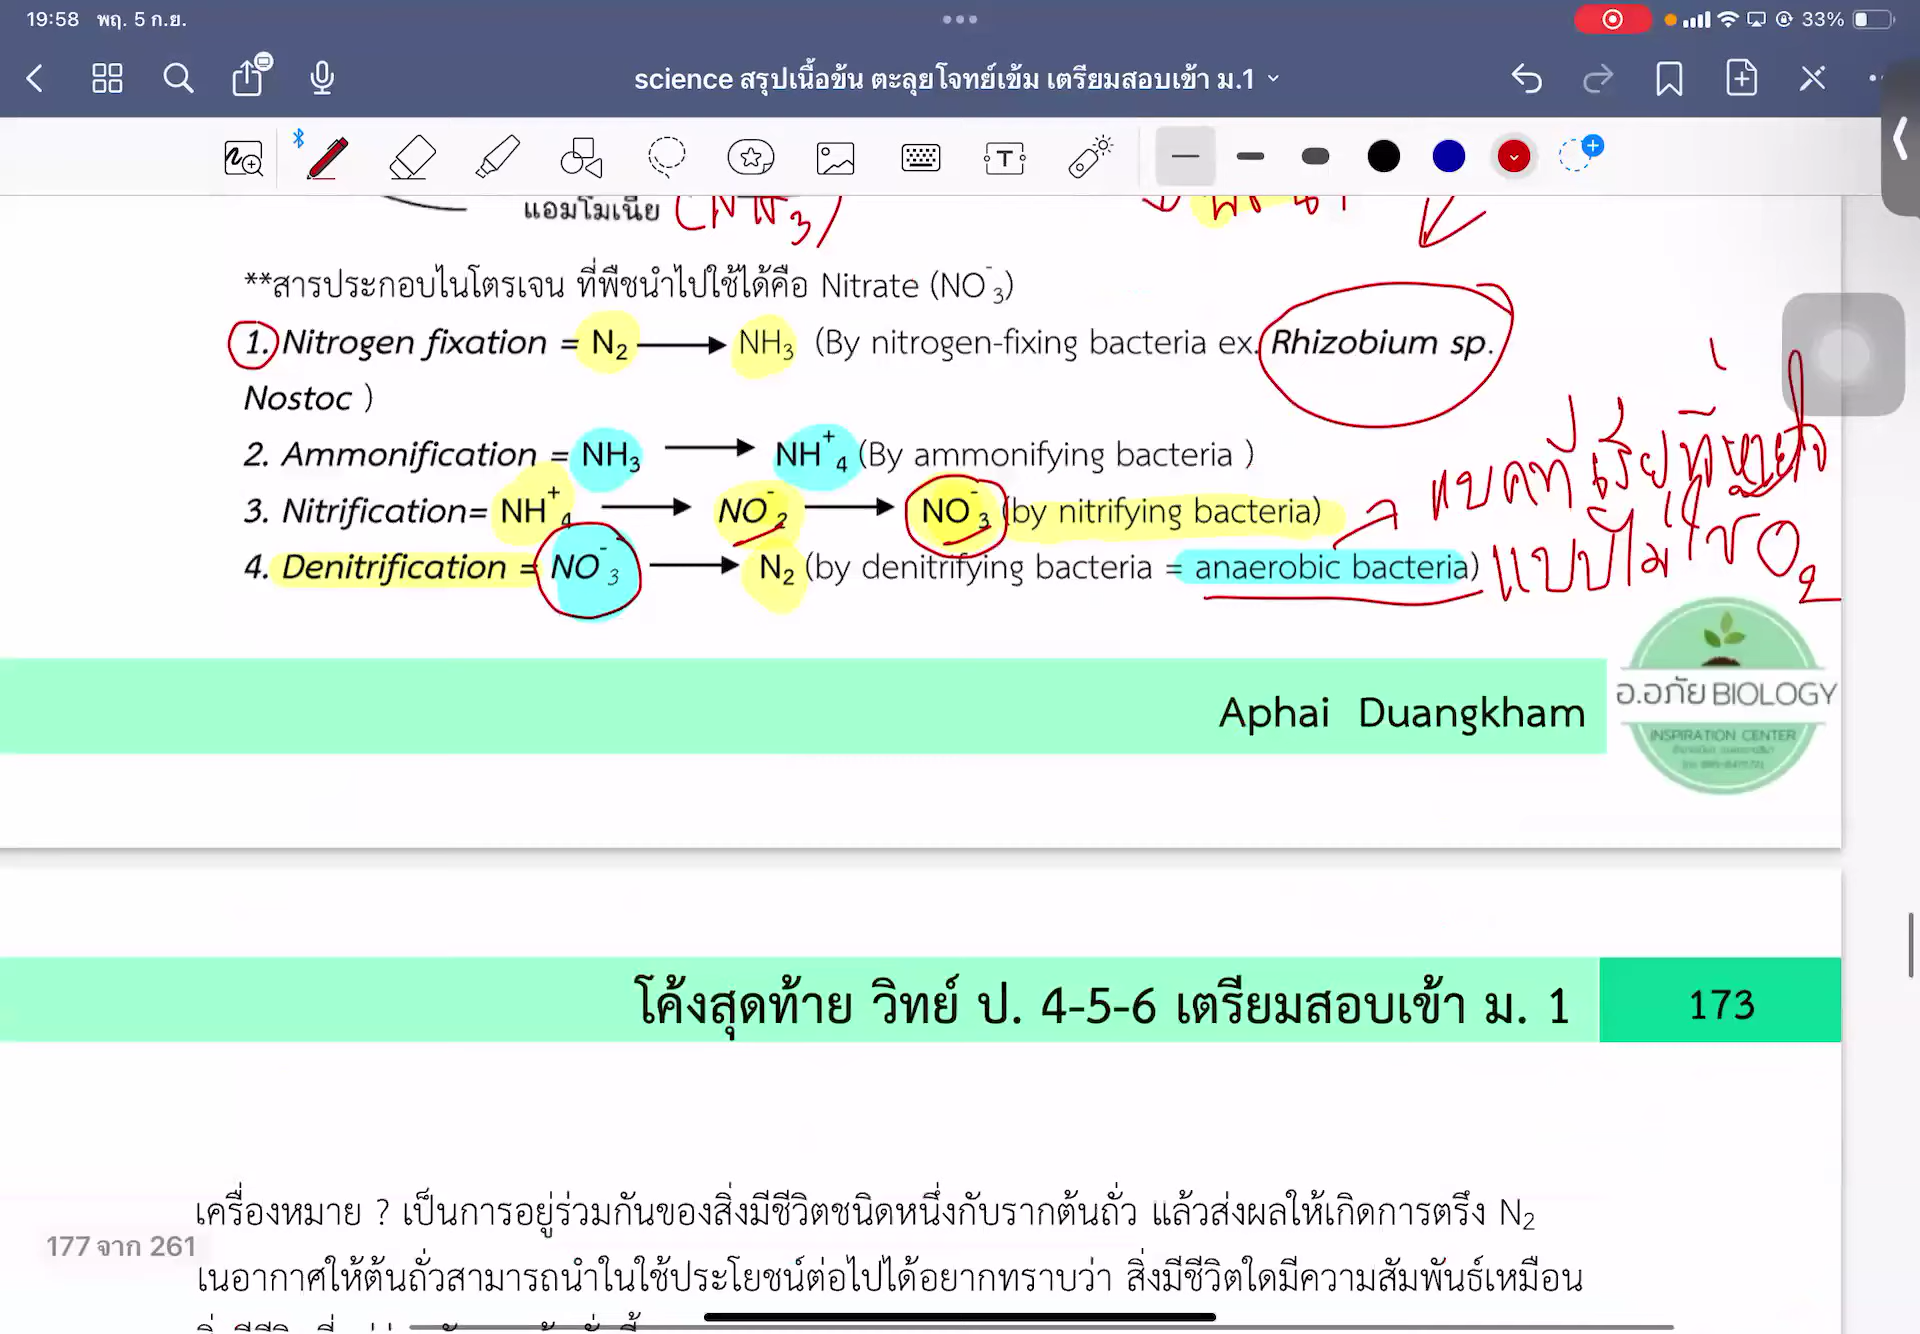 19:58 พฤ. 5 ก.ย.
33%
science สรุปเนื้อข้น ตะลุยโจทย์เข้ม เตรียมสอบเข้า ม.1
แอมโมเนีย (NH3)
**สารประกอบไนโตรเจน ที่พืชนำไปใช้ได้คือ Nitrate (NO⁻₃)
1. Nitrogen fixation = N₂ ⟶ NH₃ (By nitrogen-fixing bacteria ex. Rhizobium sp.
Nostoc )
2. Ammonification = NH₃ ⟶ NH⁺₄ (By ammonifying bacteria )
3. Nitrification= NH⁺₄ ⟶ NO⁻₂ ⟶ NO⁻₃ (by nitrifying bacteria)
4. Denitrification = NO⁻₃ ⟶ N₂ (by denitrifying bacteria = anaerobic bacteria)
→ แบคทีเรียที่หายใจ
แบบไม่ใช้ O₂
Aphai Duangkham
อ.อภัย BIOLOGY
INSPIRATION CENTER
โค้งสุดท้าย วิทย์ ป. 4-5-6 เตรียมสอบเข้า ม. 1
173
เครื่องหมาย ? เป็นการอยู่ร่วมกันของสิ่งมีชีวิตชนิดหนึ่งกับรากต้นถั่ว แล้วส่งผลให้เกิดการตรึง N₂
177 จาก 261
ในอากาศให้ต้นถั่วสามารถนำในใช้ประโยชน์ต่อไปได้อยากทราบว่า สิ่งมีชีวิตใดมีความสัมพันธ์เหมือน